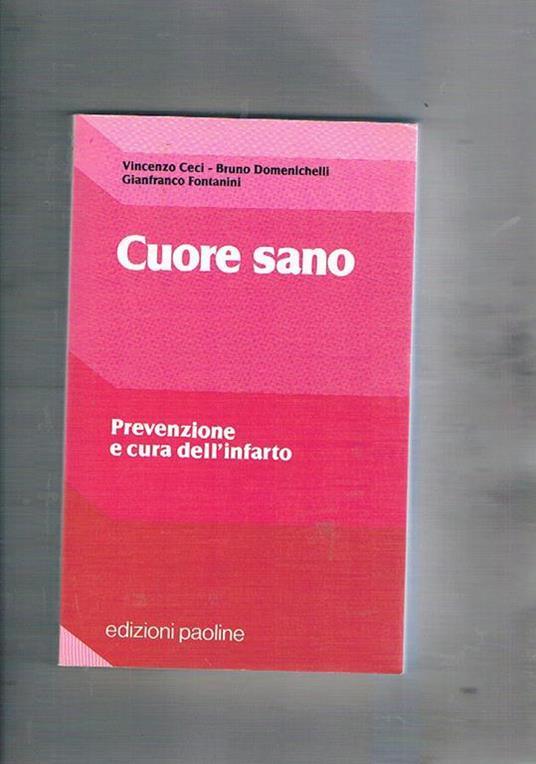 Vincenzo Ceci - Bruno Domenichelli
Gianfranco Fontanini
Cuore sano
Prevenzione
e cura dell'infarto
edizioni paoline